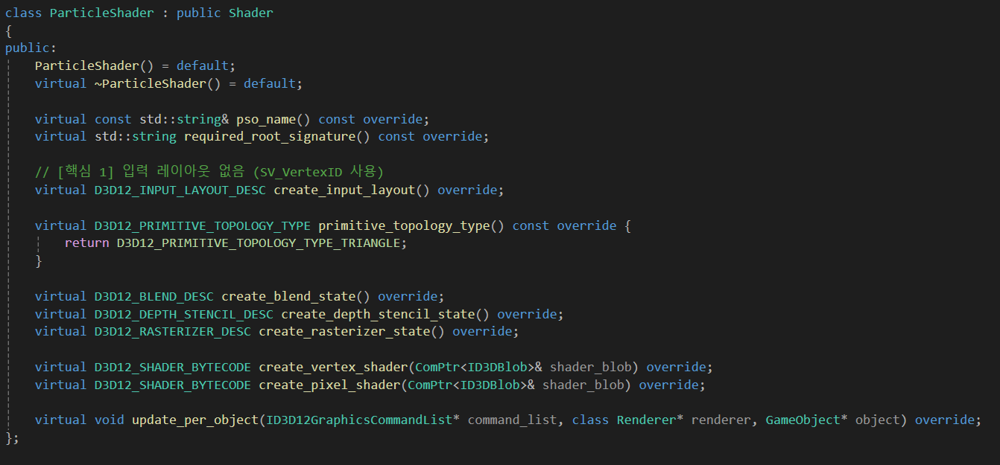 class ParticleShader : public Shader
{
public:
    ParticleShader() = default;
    virtual ~ParticleShader() = default;

    virtual const std::string& pso_name() const override;
    virtual std::string required_root_signature() const override;

    // [핵심 1] 입력 레이아웃 없음 (SV_VertexID 사용)
    virtual D3D12_INPUT_LAYOUT_DESC create_input_layout() override;

    virtual D3D12_PRIMITIVE_TOPOLOGY_TYPE primitive_topology_type() const override {
        return D3D12_PRIMITIVE_TOPOLOGY_TYPE_TRIANGLE;
    }

    virtual D3D12_BLEND_DESC create_blend_state() override;
    virtual D3D12_DEPTH_STENCIL_DESC create_depth_stencil_state() override;
    virtual D3D12_RASTERIZER_DESC create_rasterizer_state() override;

    virtual D3D12_SHADER_BYTECODE create_vertex_shader(ComPtr<ID3DBlob>& shader_blob) override;
    virtual D3D12_SHADER_BYTECODE create_pixel_shader(ComPtr<ID3DBlob>& shader_blob) override;

    virtual void update_per_object(ID3D12GraphicsCommandList* command_list, class Renderer* renderer, GameObject* object) override;
};